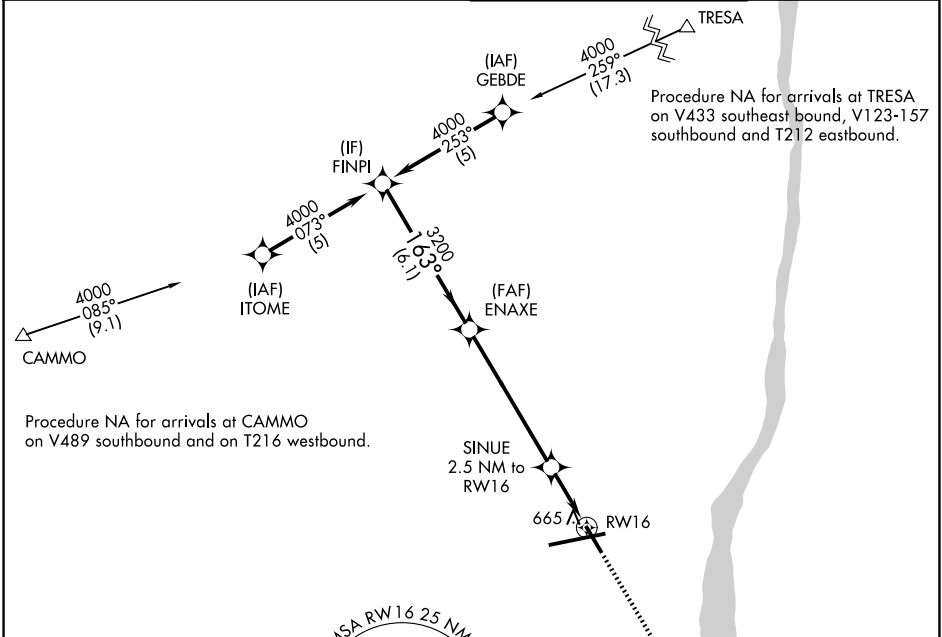 TRESA
4000
259°
(17.3)
(IAF)
GEBDE
Procedure NA for arrivals at TRESA
on V433 southeast bound, V123-157
southbound and T212 eastbound.
4000
253°
(5)
(IF)
FINPI
4000
073°
(5)
3200
163°
(6.1)
(IAF)
ITOME
4000
085°
(9.1)
CAMMO
(FAF)
ENAXE
Procedure NA for arrivals at CAMMO
on V489 southbound and on T216 westbound.
SINUE
2.5 NM to
RW16
665
RW16
MSA RW16 25 NM